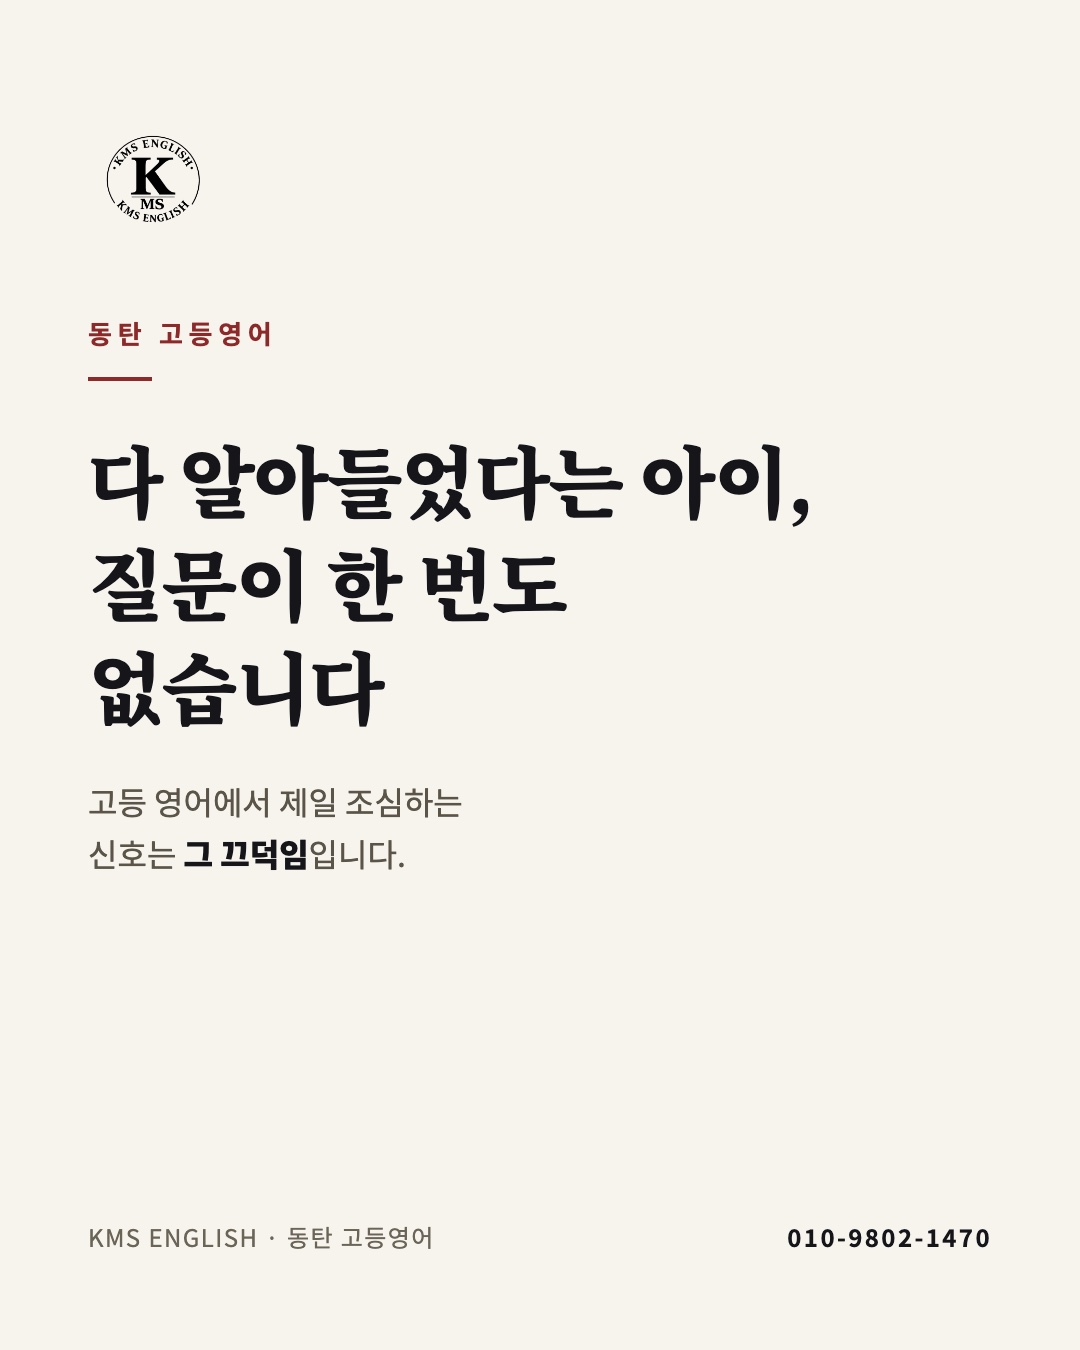 KMS ENGLISH
K
MS
KMS ENGLISH
동탄 고등영어
다 알아들었다는 아이,
질문이 한 번도
없습니다
고등 영어에서 제일 조심하는
신호는 그 끄덕임입니다.
KMS ENGLISH · 동탄 고등영어
010-9802-1470